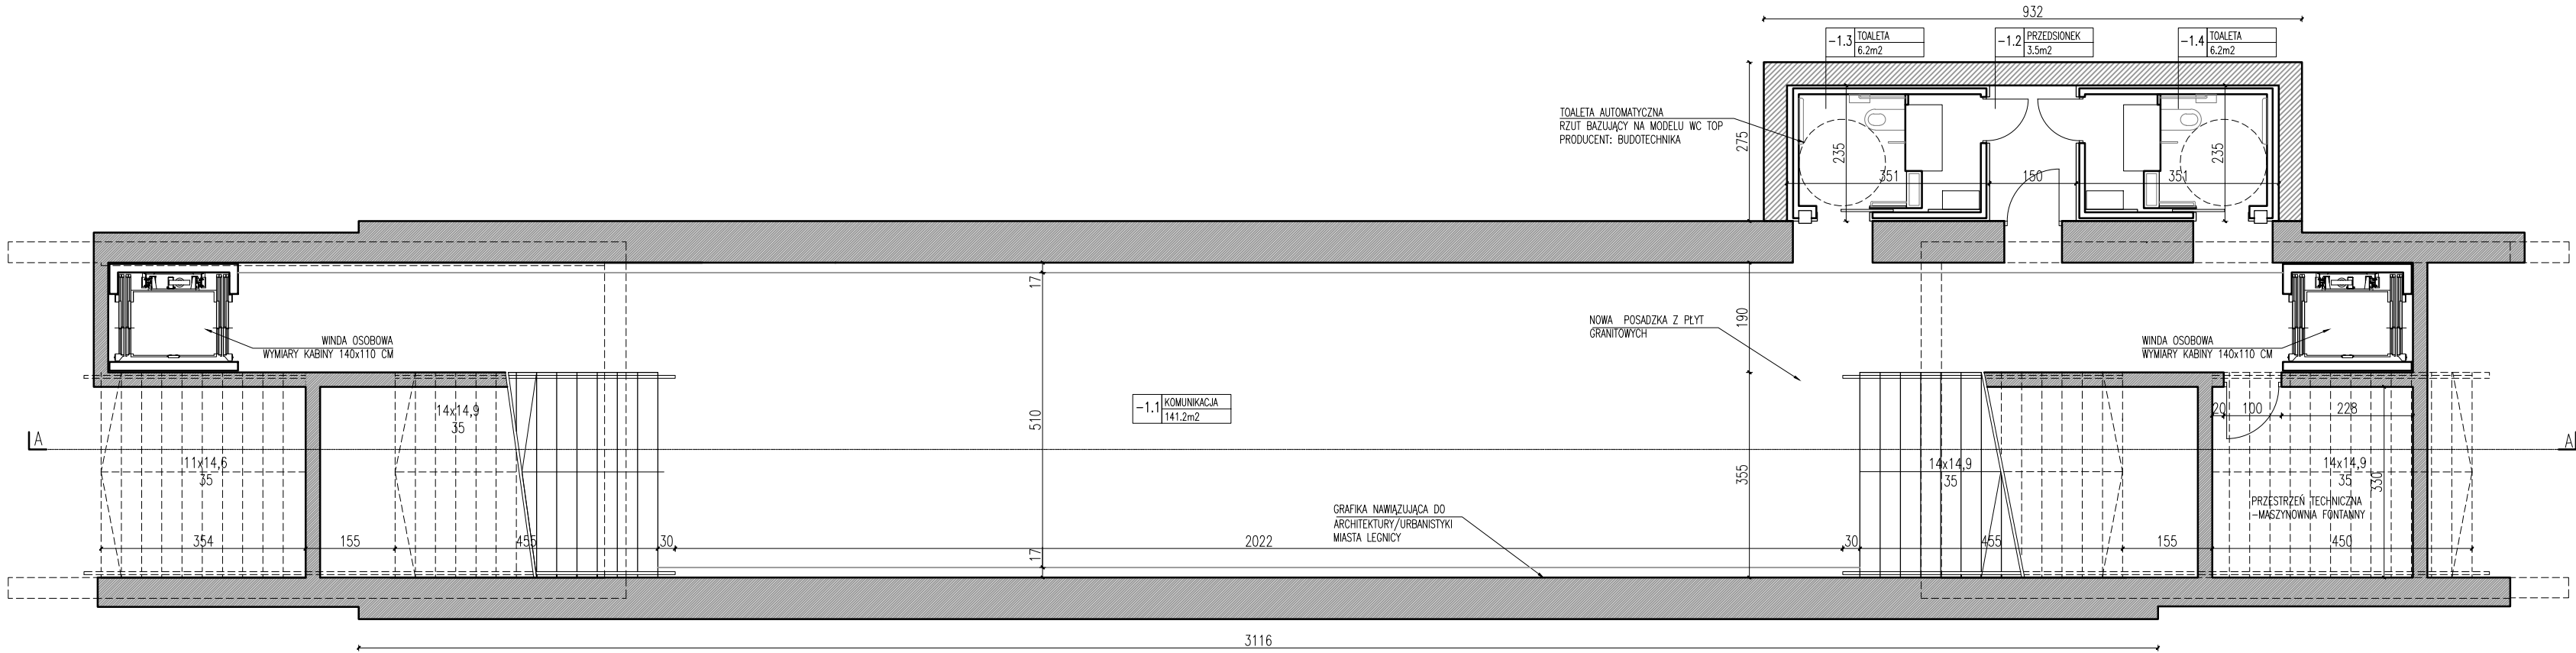 932
-1.3 TOALETA
6.2m2
-1.2 PRZEDSIONEK
3.5m2
-1.4 TOALETA
6.2m2
TOALETA AUTOMATYCZNA
RZUT BAZUJĄCY NA MODELU WC TOP
PRODUCENT: BUDOTECHNIKA
275
235
235
351
150
351
17
190
NOWA POSADZKA Z PŁYT
GRANITOWYCH
WINDA OSOBOWA
WYMIARY KABINY 140x110 CM
WINDA OSOBOWA
WYMIARY KABINY 140x110 CM
-1.1 KOMUNIKACJA
141.2m2
14x14,9
35
510
20
100
228
A
A
11x14,6
35
14x14,9
35
14x14,9
35
355
330
PRZESTRZEŃ TECHNICZNA
-MASZYNOWNIA FONTANNY
GRAFIKA NAWIĄZUJĄCA DO
ARCHITEKTURY/URBANISTYKI
MIASTA LEGNICY
354
155
455
30
2022
30
455
155
450
17
3116